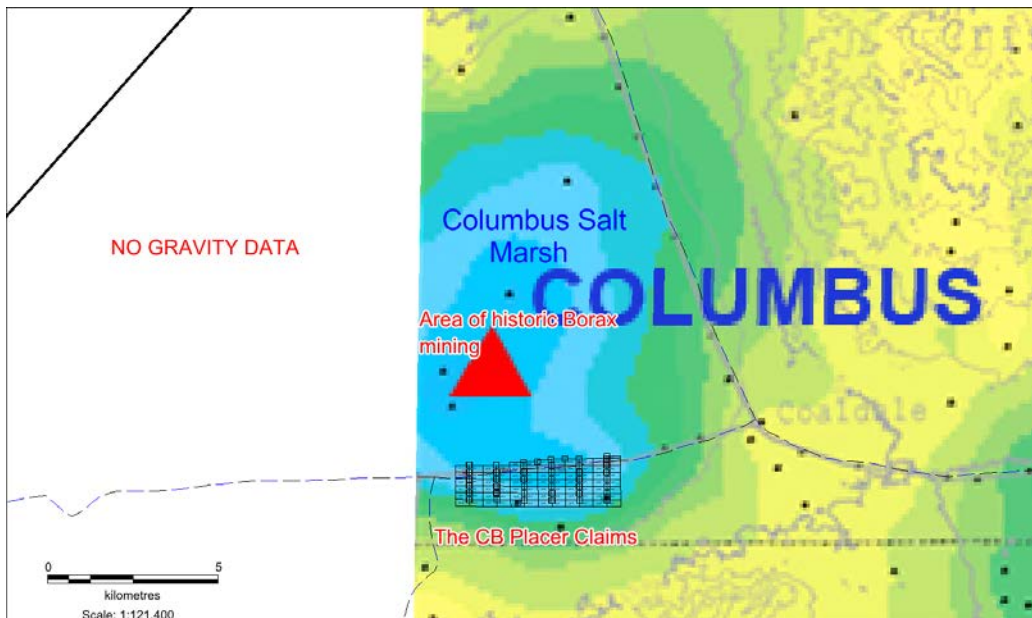 NO GRAVITY DATA
Columbus Salt
Marsh
COLUMBUS
Area of historic Borax
mining
Coaldale
The CB Placer Claims
0 5
kilometres
Scale: 1:121,400